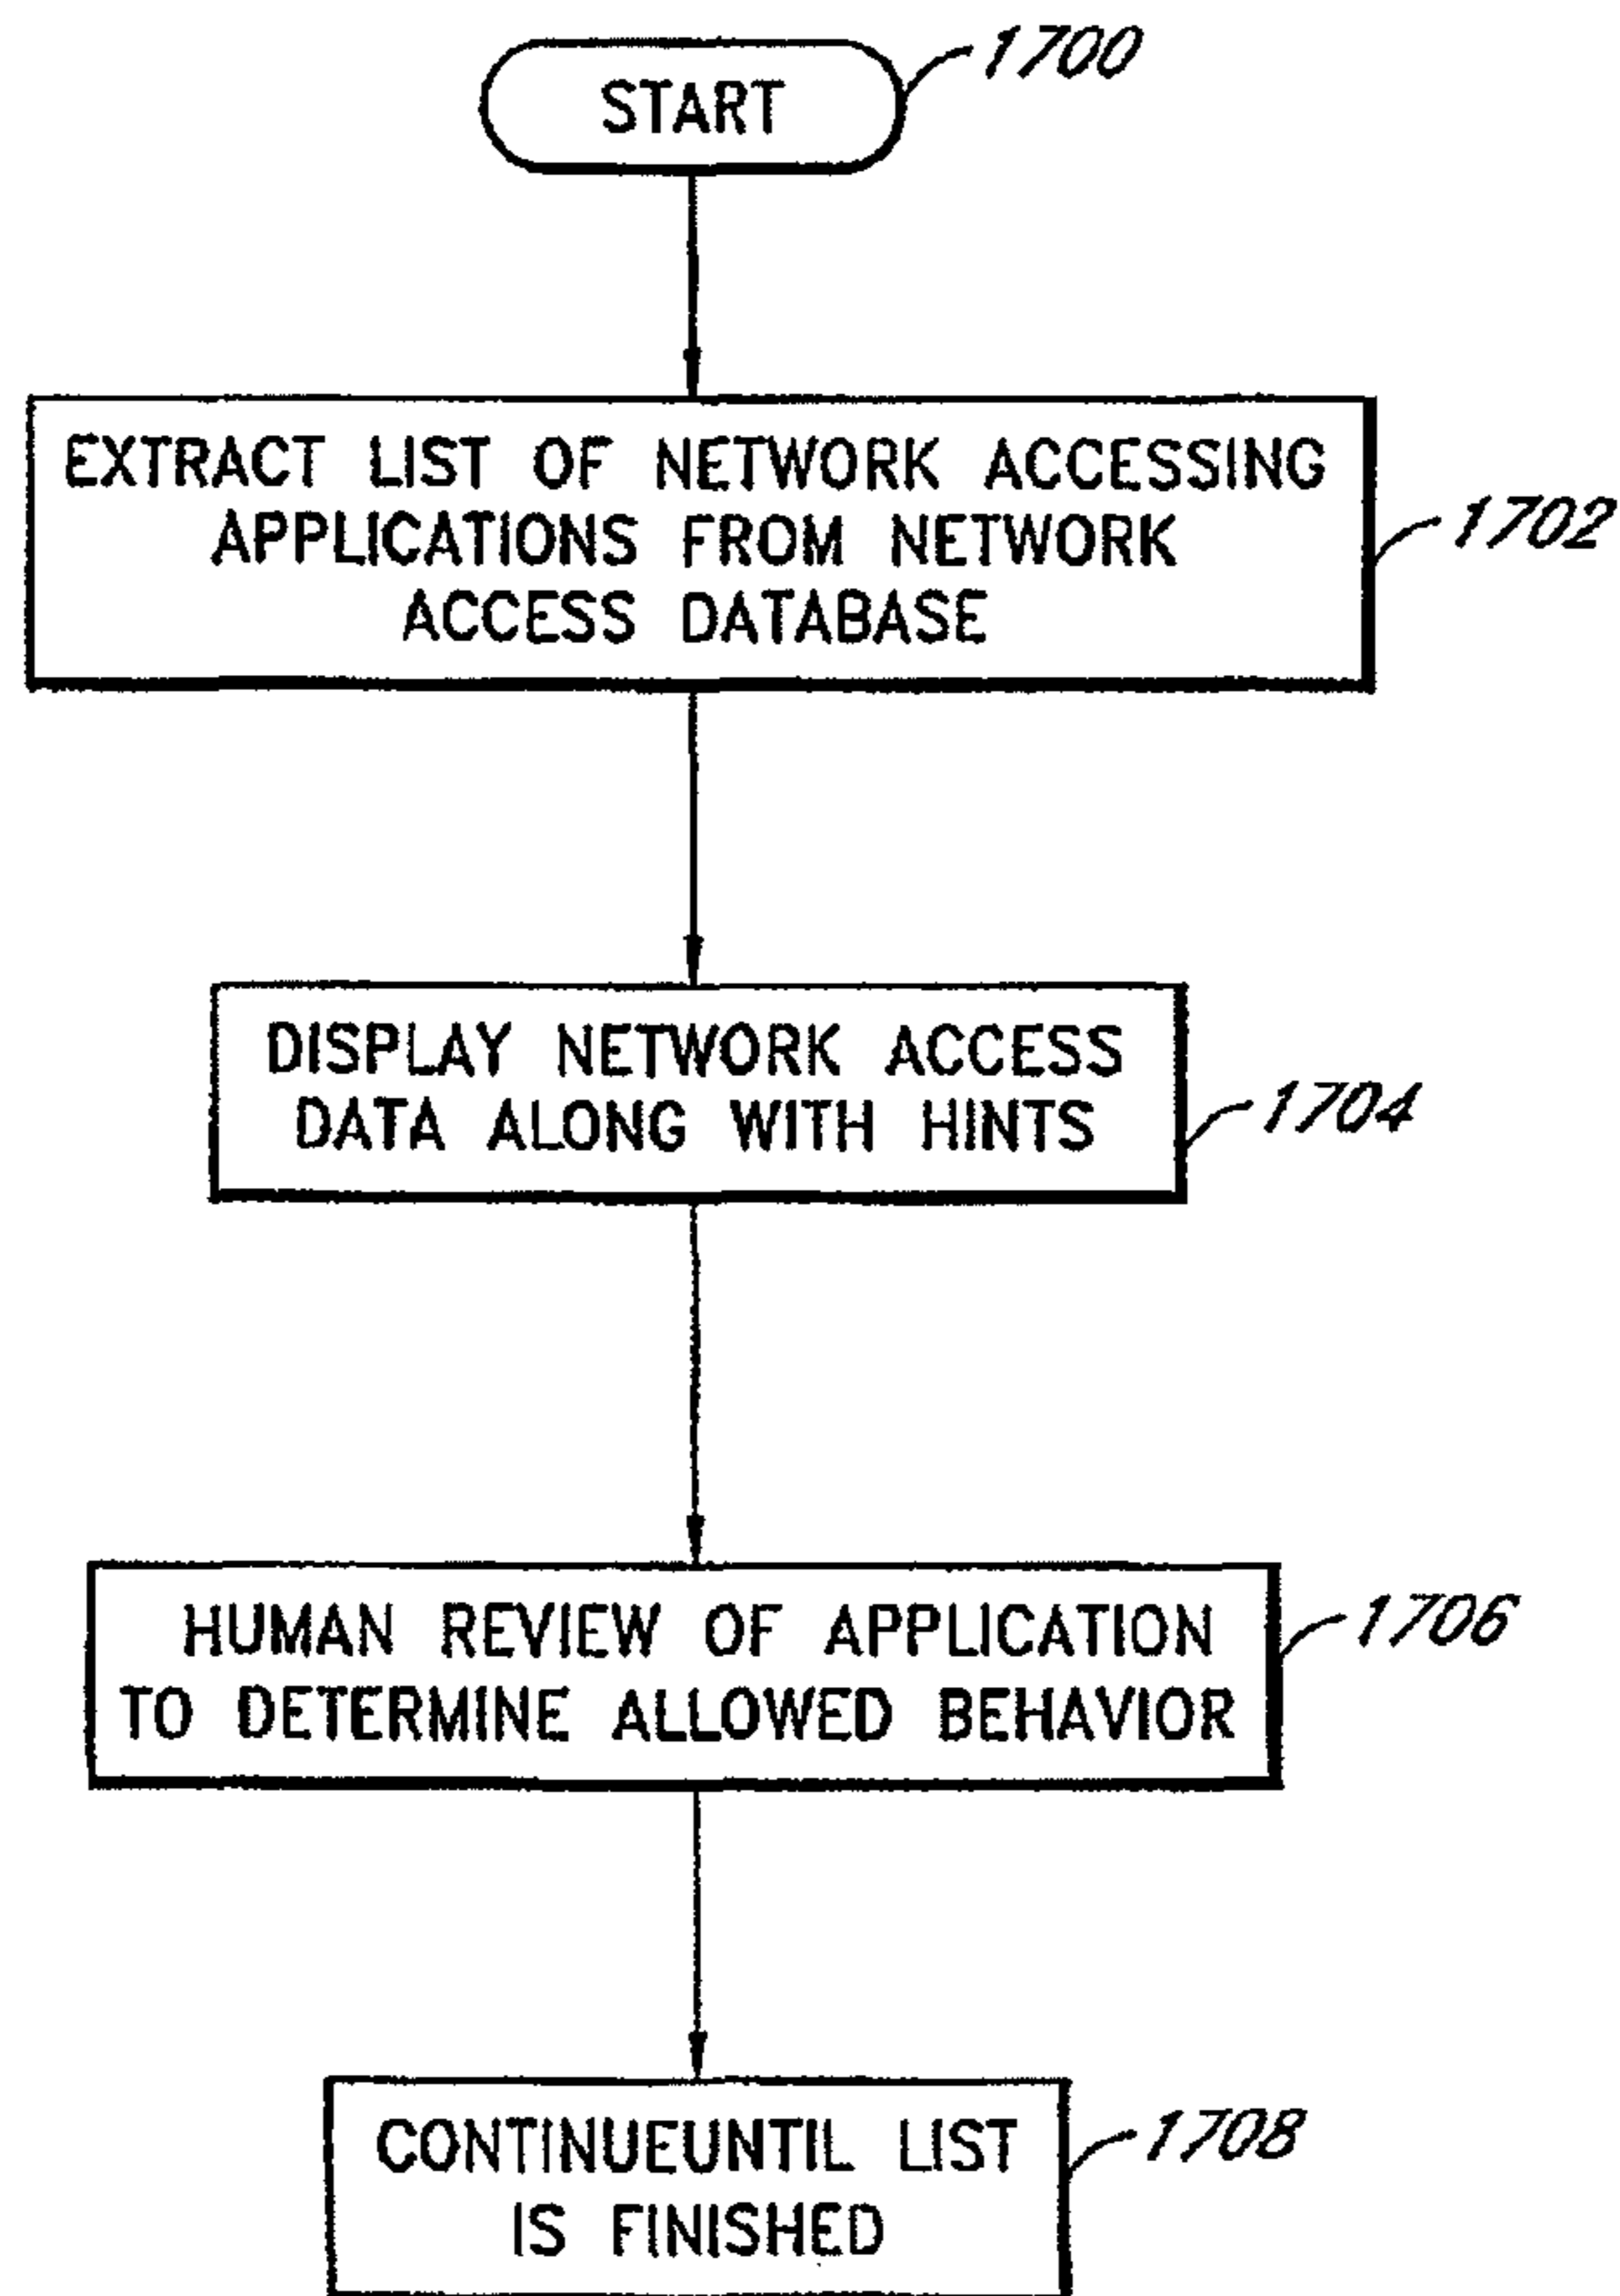 START
1700
EXTRACT LIST OF NETWORK ACCESSING
APPLICATIONS FROM NETWORK
ACCESS DATABASE
1702
DISPLAY NETWORK ACCESS
DATA ALONG WITH HINTS
1704
HUMAN REVIEW OF APPLICATION
TO DETERMINE ALLOWED BEHAVIOR
1706
CONTINUEUNTIL LIST
IS FINISHED
1708